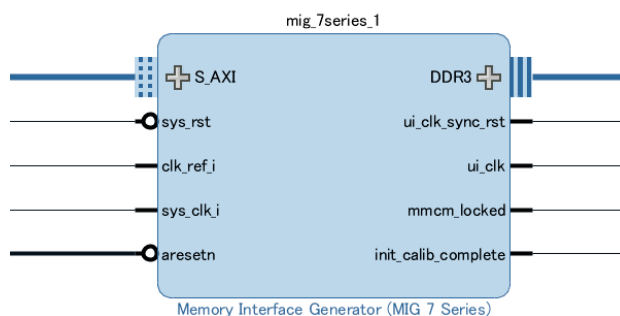 mig_7series_1
S_AXI
DDR3
sys_rst
ui_clk_sync_rst
clk_ref_i
ui_clk
sys_clk_i
mmcm_locked
aresetn
init_calib_complete
Memory Interface Generator (MIG 7 Series)